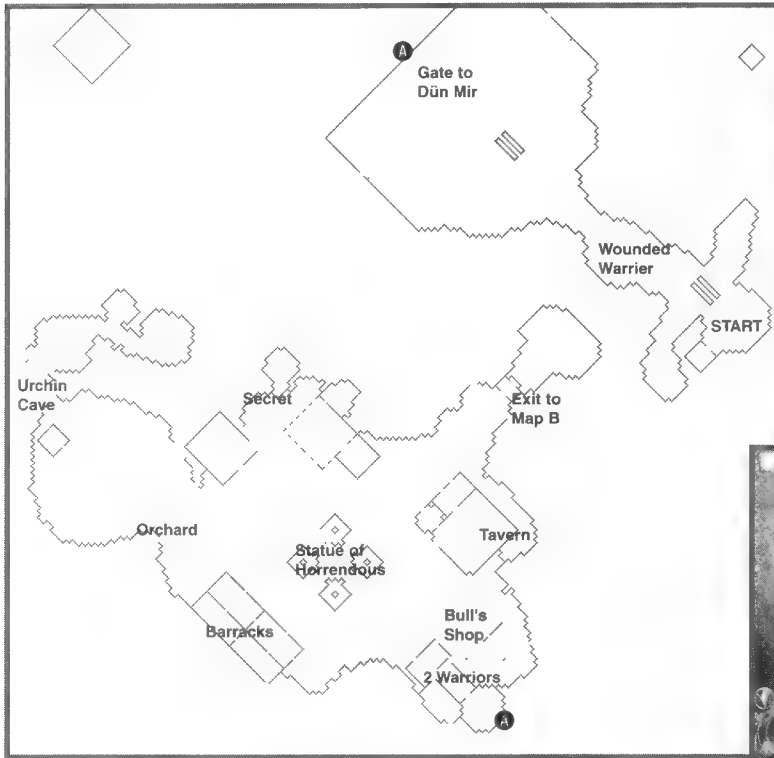 A
Gate to
Dün Mir
Wounded
Warrier
START
Urchin
Cave
Secret
Exit to
Map B
Orchard
Statue of
Horrendous
Tavern
Barracks
Bull's
Shop
2 Warriors
A